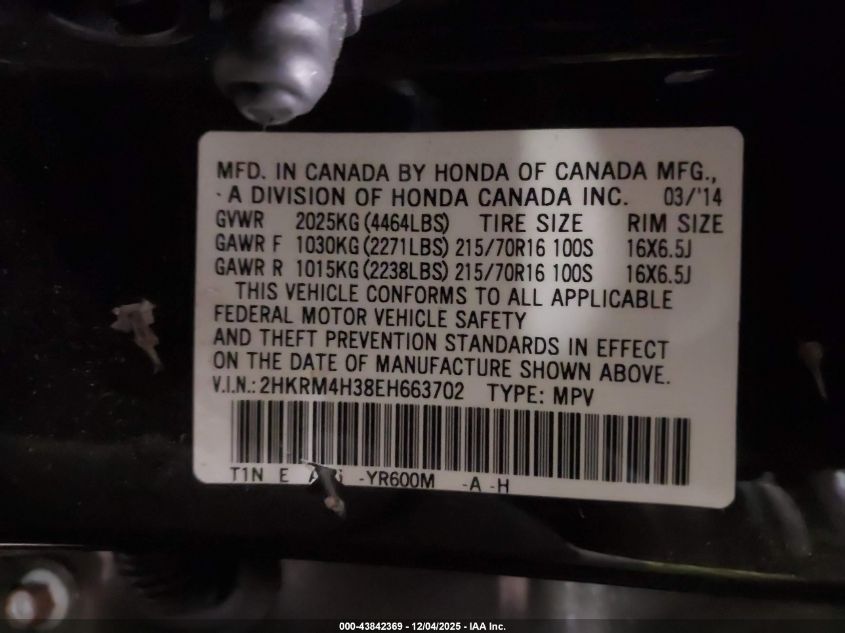 MFD. IN CANADA BY HONDA OF CANADA MFG.,
-A DIVISION OF HONDA CANADA INC. 03/'14
GVWR 2025KG (4464LBS) TIRE SIZE RIM SIZE
GAWR F 1030KG (2271LBS) 215/70R16 100S 16X6.5J
GAWR R 1015KG (2238LBS) 215/70R16 100S 16X6.5J
THIS VEHICLE CONFORMS TO ALL APPLICABLE
FEDERAL MOTOR VEHICLE SAFETY
AND THEFT PREVENTION STANDARDS IN EFFECT
ON THE DATE OF MANUFACTURE SHOWN ABOVE.
V.I.N.: 2HKRM4H38EH663702 TYPE: MPV
T1N E -YR600M -A -H
000-43842369 - 12/04/2025 - IAA Inc.